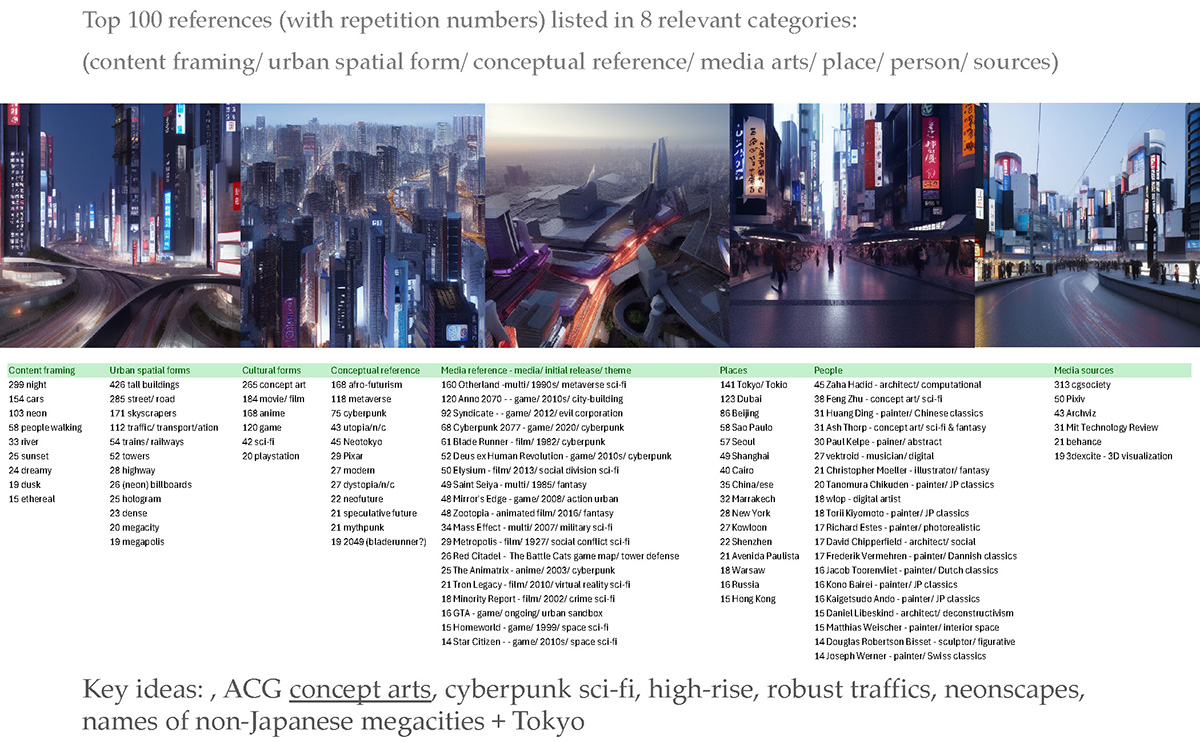 Top 100 references (with repetition numbers) listed in 8 relevant categories:
(content framing/ urban spatial form/ conceptual reference/ media arts/ place/ person/ sources)
Content framing
299 night
154 cars
103 neon
58 people walking
33 river
25 sunset
24 dreamy
19 dusk
15 ethereal
Urban spatial forms
426 tall buildings
285 street/ road
171 skyscrapers
112 traffic/ transport/ation
54 trains/ railways
52 towers
28 highway
26 (neon) billboards
25 hologram
23 dense
20 megacity
19 megapolis
Cultural forms
265 concept art
184 movie/ film
168 anime
120 game
42 sci-fi
20 playstation
Conceptual reference
168 afro-futurism
118 metaverse
75 cyberpunk
43 utopia/n/c
45 Neotokyo
29 Pixar
27 modern
27 dystopia/n/c
22 neofuture
21 speculative future
21 mythpunk
19 2049 (bladerunner?)
Media reference - media/ initial release/ theme
160 Otherland -multi/ 1990s/ metaverse sci-fi
120 Anno 2070 - - game/ 2010s/ city-building
92 Syndicate - - game/ 2012/ evil corporation
68 Cyberpunk 2077 - game/ 2020/ cyberpunk
61 Blade Runner - film/ 1982/ cyberpunk
52 Deus ex Human Revolution - game/ 2010s/ cyberpunk
50 Elysium - film/ 2013/ social division sci-fi
49 Saint Seiya - multi/ 1985/ fantasy
48 Mirror's Edge - game/ 2008/ action urban
48 Zootopia - animated film/ 2016/ fantasy
34 Mass Effect - multi/ 2007/ military sci-fi
29 Metropolis - film/ 1927/ social conflict sci-fi
26 Red Citadel - The Battle Cats game map/ tower defense
25 The Animatrix - anime/ 2003/ cyberpunk
21 Tron Legacy - film/ 2010/ virtual reality sci-fi
18 Minority Report - film/ 2002/ crime sci-fi
16 GTA - game/ ongoing/ urban sandbox
15 Homeworld - game/ 1999/ space sci-fi
14 Star Citizen - - game/ 2010s/ space sci-fi
Places
141 Tokyo/ Tokio
123 Dubai
86 Beijing
58 Sao Paulo
57 Seoul
49 Shanghai
40 Cairo
35 China/ese
32 Marrakech
28 New York
27 Kowloon
22 Shenzhen
21 Avenida Paulista
18 Warsaw
16 Russia
15 Hong Kong
People
45 Zaha Hadid - architect/ computational
38 Feng Zhu - concept art/ sci-fi
31 Huang Ding - painter/ Chinese classics
31 Ash Thorp - concept art/ sci-fi & fantasy
30 Paul Kelpe - painer/ abstract
27 vektroid - musician/ digital
21 Christopher Moeller - illustrator/ fantasy
20 Tanomura Chikuden - painter/ JP classics
18 wlop - digital artist
18 Torii Kiyomoto - painter/ JP classics
17 Richard Estes - painter/ photorealistic
17 David Chipperfield - architect/ social
17 Frederik Vermehren - painter/ Dannish classics
16 Jacob Toorenvliet - painter/ Dutch classics
16 Kono Bairei - painter/ JP classics
16 Kaigetsudo Ando - painter/ JP classics
15 Daniel Libeskind - architect/ deconstructivism
15 Matthias Weischer - painter/ interior space
14 Douglas Robertson Bisset - sculptor/ figurative
14 Joseph Werner - painter/ Swiss classics
Media sources
313 cgsociety
50 Pixiv
43 Archviz
31 Mit Technology Review
21 behance
19 3dexcite - 3D visualization
Key ideas: , ACG concept arts, cyberpunk sci-fi, high-rise, robust traffics, neonscapes,
names of non-Japanese megacities + Tokyo